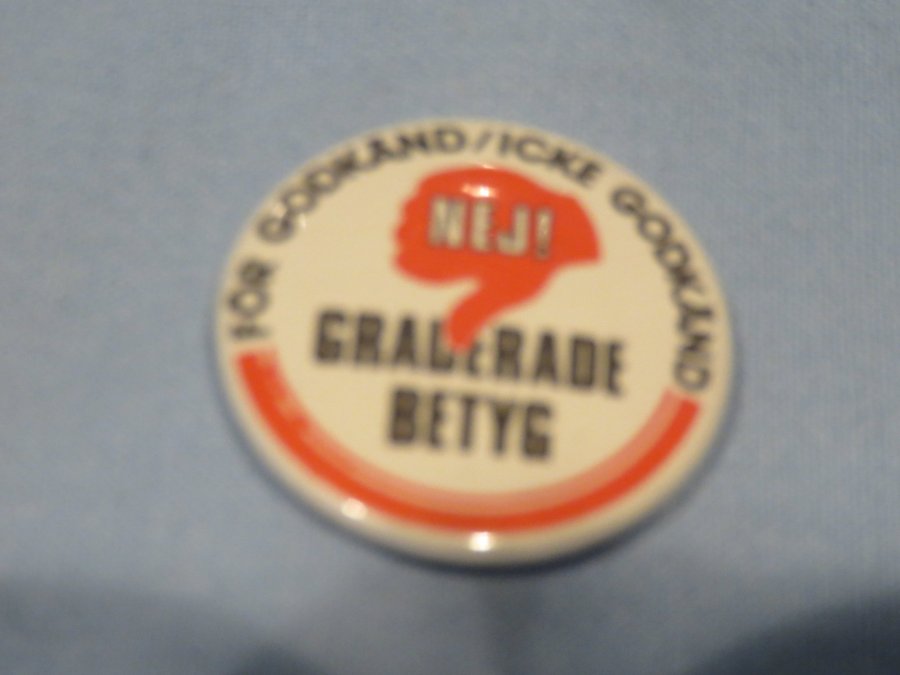 FÖR GODKÄND/ICKE GODKÄND
NEJ!
GRADERADE
BETYG